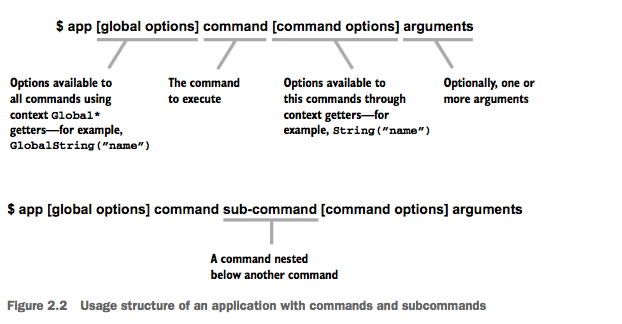 $ app [global options] command [command options] arguments
Options available to
all commands using
context Global*
getters—for example,
GlobalString("name")
The command
to execute
Options available to
this commands through
context getters—for
example, String("name")
Optionally, one or
more arguments
$ app [global options] command sub-command [command options] arguments
A command nested
below another command
Figure 2.2 Usage structure of an application with commands and subcommands